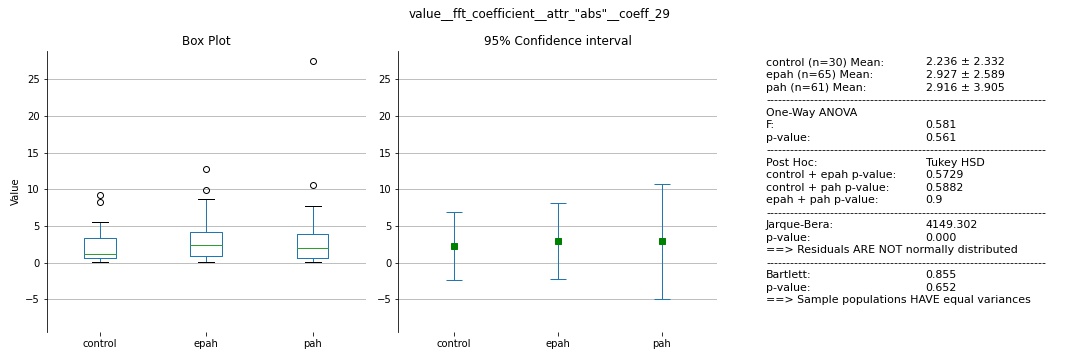 value__fft_coefficient__attr_"abs"__coeff_29
Box Plot
Value
25
20
15
10
5
0
−5
control epah pah
95% Confidence interval
25
20
15
10
5
0
−5
control epah pah
control (n=30) Mean: 2.236 ± 2.332
epah (n=65) Mean: 2.927 ± 2.589
pah (n=61) Mean: 2.916 ± 3.905
One-Way ANOVA
F: 0.581
p-value: 0.561
Post Hoc: Tukey HSD
control + epah p-value: 0.5729
control + pah p-value: 0.5882
epah + pah p-value: 0.9
Jarque-Bera: 4149.302
p-value: 0.000
==> Residuals ARE NOT normally distributed
Bartlett: 0.855
p-value: 0.652
==> Sample populations HAVE equal variances